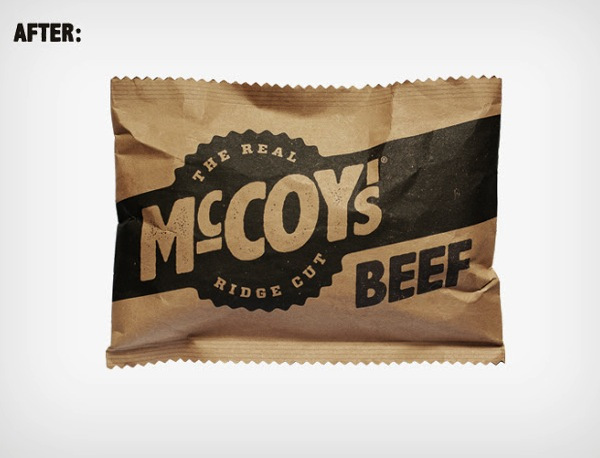 AFTER:
THE REAL
McCOY'S®
RIDGE CUT
BEEF